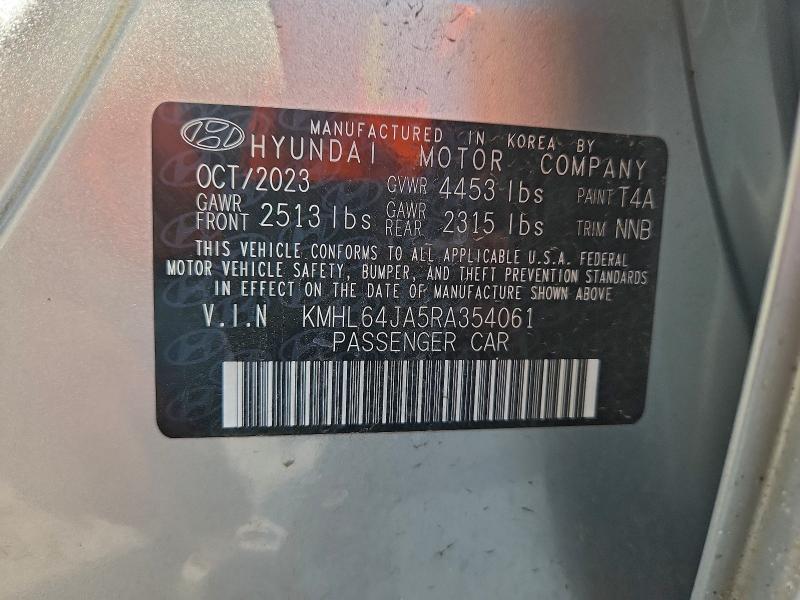 MANUFACTURED IN KOREA BY
HYUNDAI MOTOR COMPANY
OCT/2023 GVWR 4453 lbs PAINT T4A
GAWR FRONT 2513 lbs GAWR REAR 2315 lbs TRIM NNB
THIS VEHICLE CONFORMS TO ALL APPLICABLE U.S.A. FEDERAL
MOTOR VEHICLE SAFETY, BUMPER, AND THEFT PREVENTION STANDARDS
IN EFFECT ON THE DATE OF MANUFACTURE SHOWN ABOVE
V.I.N KMHL64JA5RA354061
PASSENGER CAR